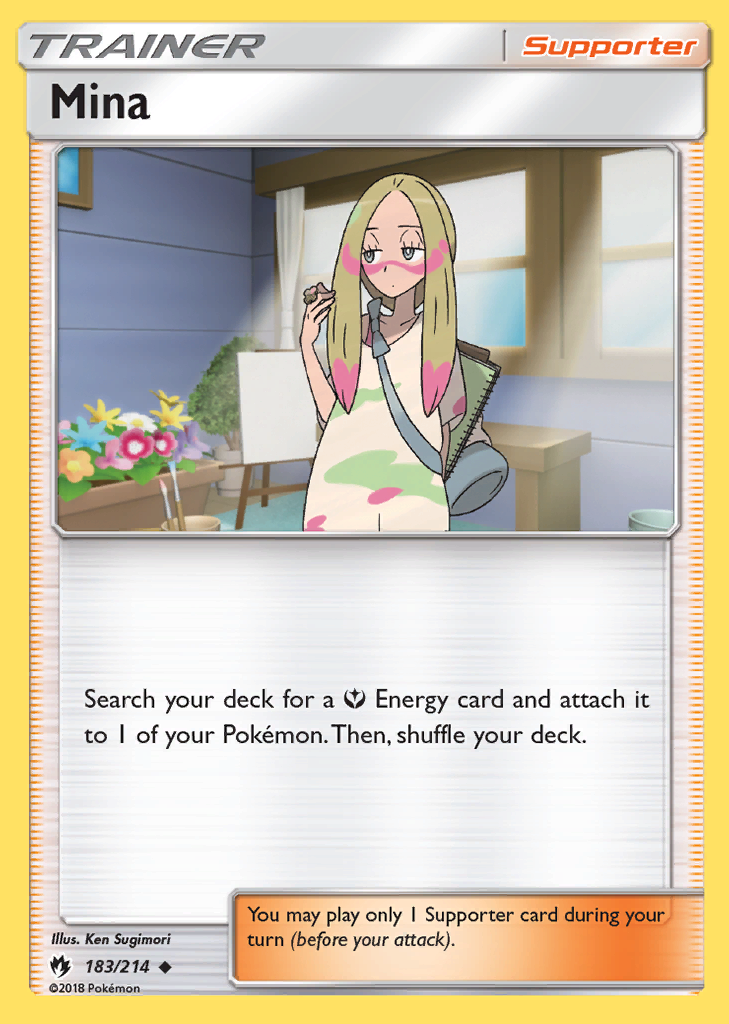 TRAINER
Supporter
Mina
Search your deck for a Energy card and attach it
to 1 of your Pokémon. Then, shuffle your deck.
You may play only 1 Supporter card during your
turn (before your attack).
Illus. Ken Sugimori
183/214
©2018 Pokémon